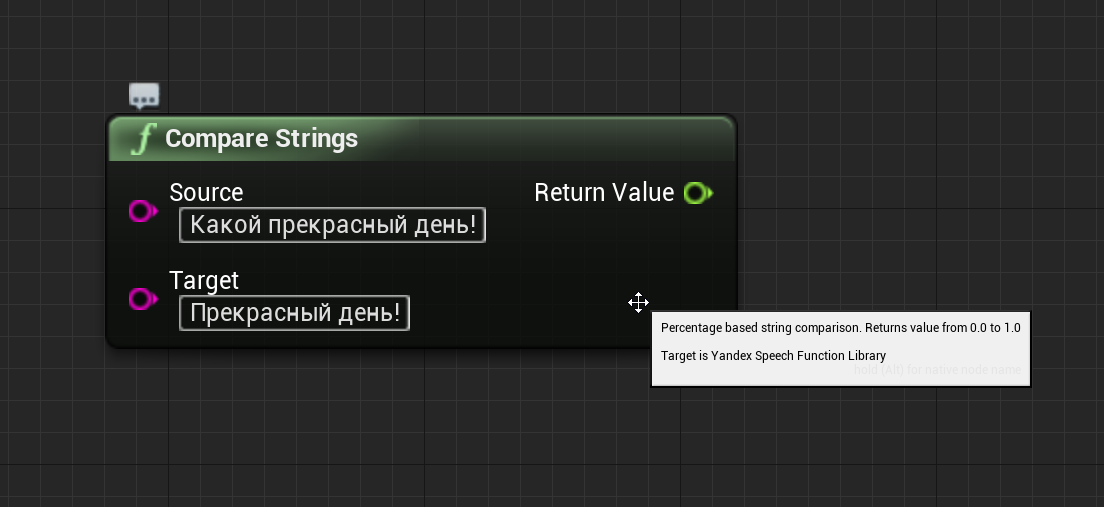 Compare Strings
Source
Return Value
Какой прекрасный день!
Target
Прекрасный день!
Percentage based string comparison. Returns value from 0.0 to 1.0
Target is Yandex Speech Function Library
hold (Alt) for native node name